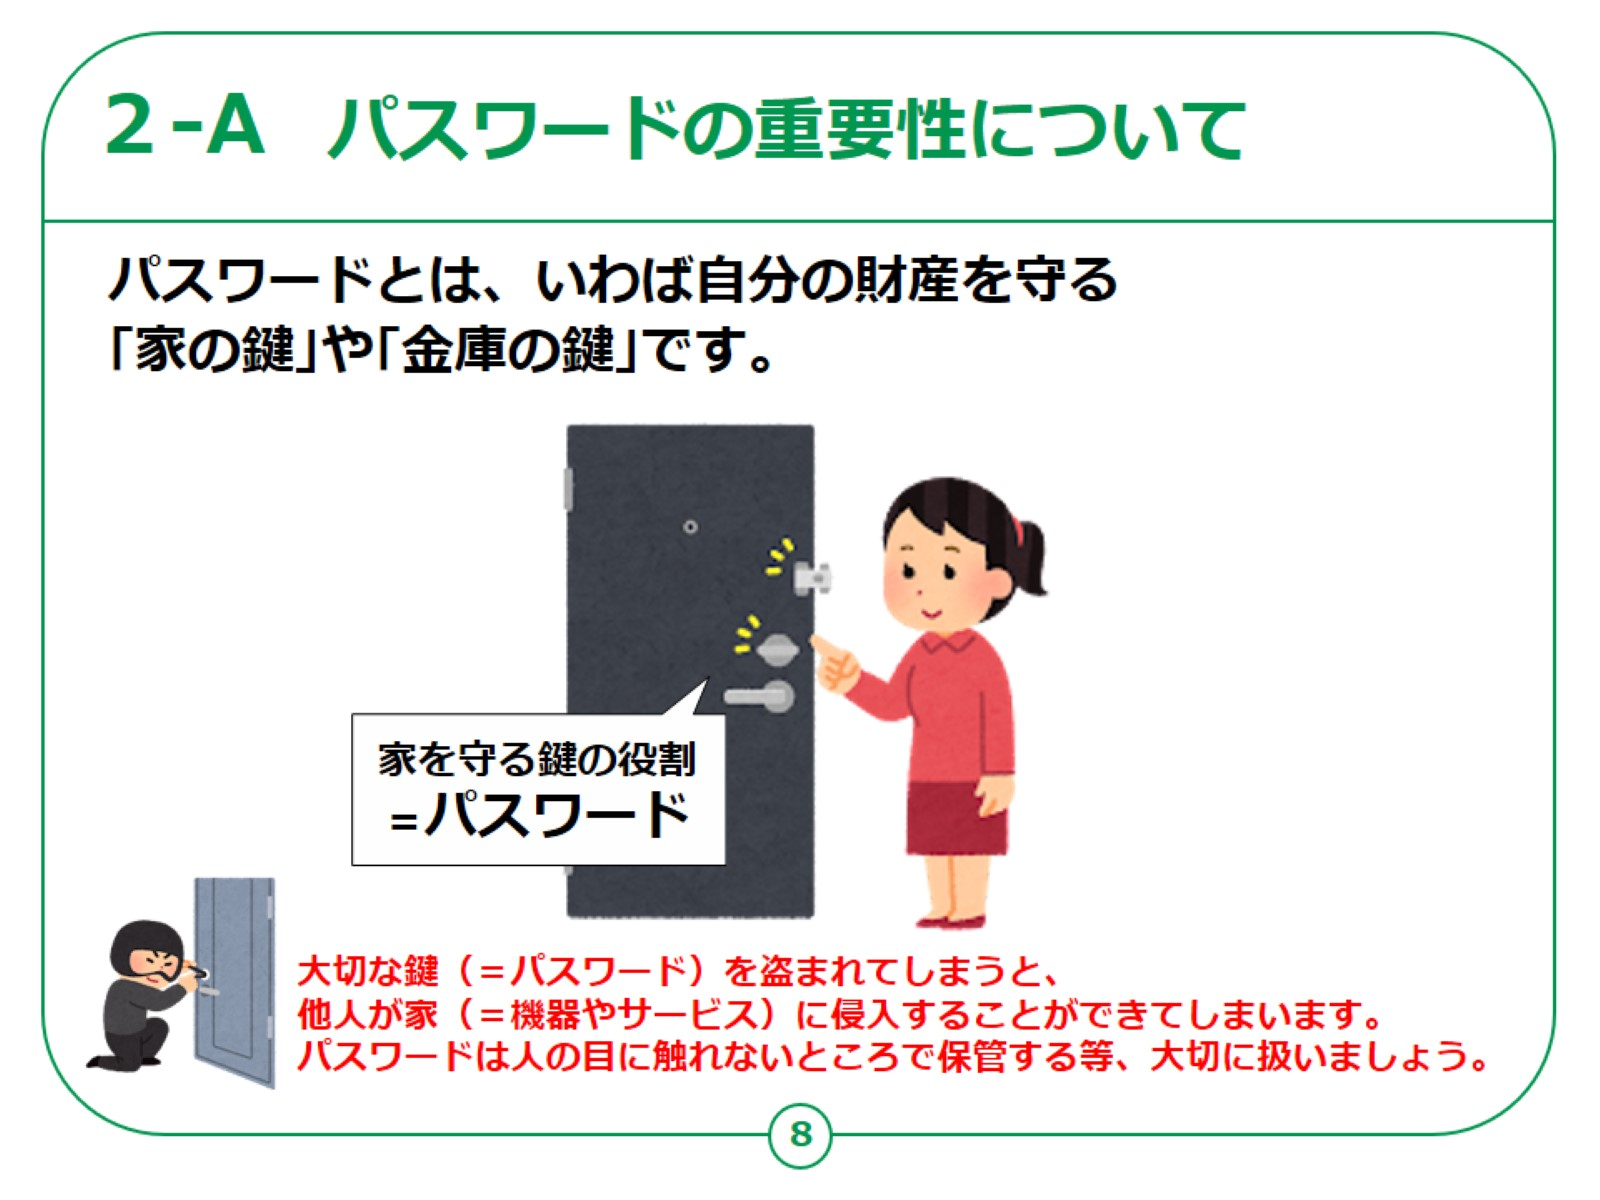 ２-A　パスワードの重要性について
パスワードとは、いわば自分の財産を守る
｢家の鍵｣や｢金庫の鍵｣です。
家を守る鍵の役割
=パスワード
大切な鍵（＝パスワード）を盗まれてしまうと、
他人が家（＝機器やサービス）に侵入することができてしまいます。
パスワードは人の目に触れないところで保管する等、大切に扱いましょう。
8